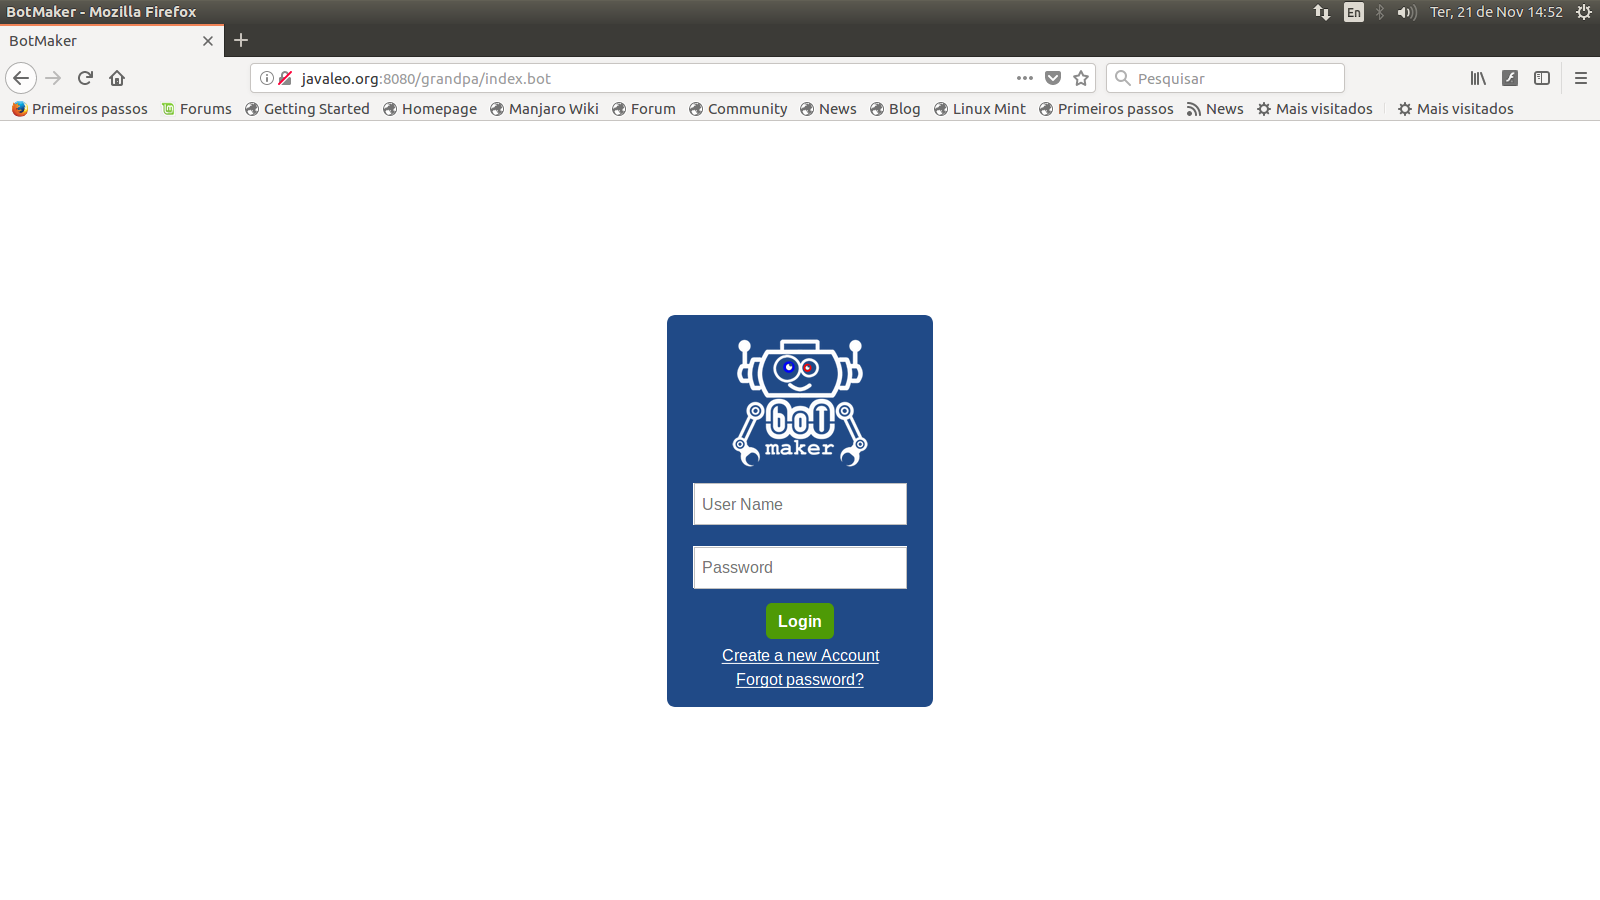 BotMaker - Mozilla Firefox
En
Ter, 21 de Nov 14:52
BotMaker
javaleo.org:8080/grandpa/index.bot
Pesquisar
Primeiros passos Forums Getting Started Homepage Manjaro Wiki Forum Community News Blog Linux Mint Primeiros passos News Mais visitados Mais visitados
bot
maker
User Name
Password
Login
Create a new Account
Forgot password?